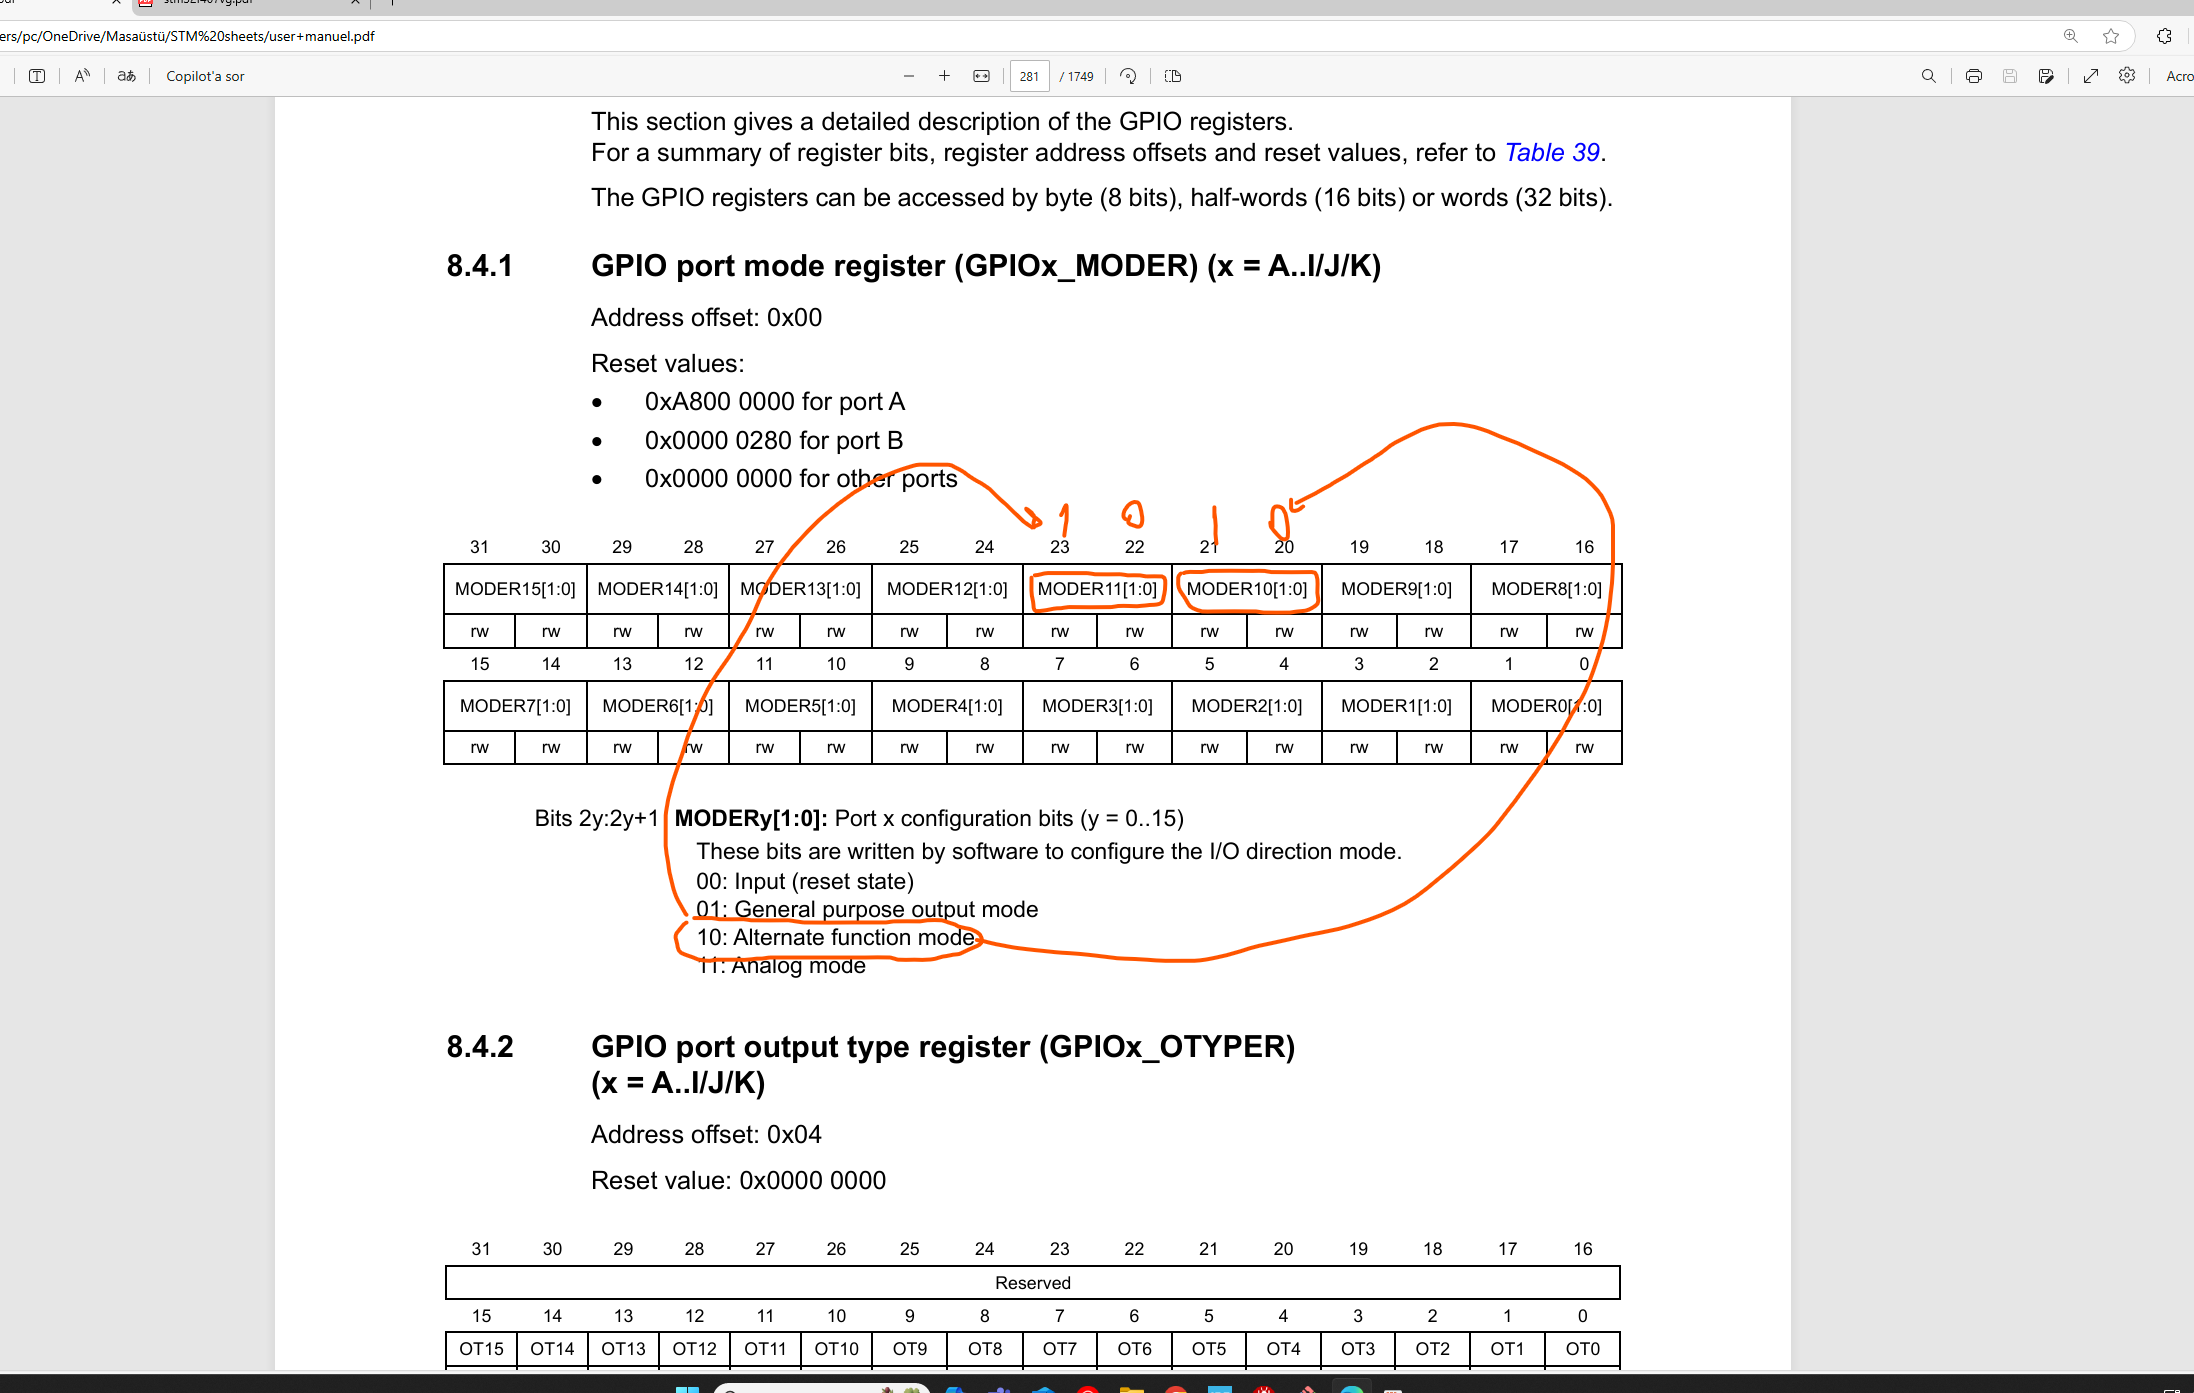 stm32f407vg.pdf
ers/pc/OneDrive/Masaüstü/STM%20sheets/user+manuel.pdf
Copilot'a sor
281 / 1749
Acro
This section gives a detailed description of the GPIO registers.
For a summary of register bits, register address offsets and reset values, refer to Table 39.
The GPIO registers can be accessed by byte (8 bits), half-words (16 bits) or words (32 bits).
8.4.1 GPIO port mode register (GPIOx_MODER) (x = A..I/J/K)
Address offset: 0x00
Reset values:
• 0xA800 0000 for port A
• 0x0000 0280 for port B
• 0x0000 0000 for other ports
1 0 1 0
31 30 29 28 27 26 25 24 23 22 21 20 19 18 17 16
MODER15[1:0] MODER14[1:0] MODER13[1:0] MODER12[1:0] MODER11[1:0] MODER10[1:0] MODER9[1:0] MODER8[1:0]
rw rw rw rw rw rw rw rw rw rw rw rw rw rw rw rw
15 14 13 12 11 10 9 8 7 6 5 4 3 2 1 0
MODER7[1:0] MODER6[1:0] MODER5[1:0] MODER4[1:0] MODER3[1:0] MODER2[1:0] MODER1[1:0] MODER0[1:0]
rw rw rw rw rw rw rw rw rw rw rw rw rw rw rw rw
Bits 2y:2y+1 MODERy[1:0]: Port x configuration bits (y = 0..15)
These bits are written by software to configure the I/O direction mode.
00: Input (reset state)
01: General purpose output mode
10: Alternate function mode
11: Analog mode
8.4.2 GPIO port output type register (GPIOx_OTYPER)
(x = A..I/J/K)
Address offset: 0x04
Reset value: 0x0000 0000
31 30 29 28 27 26 25 24 23 22 21 20 19 18 17 16
Reserved
15 14 13 12 11 10 9 8 7 6 5 4 3 2 1 0
OT15 OT14 OT13 OT12 OT11 OT10 OT9 OT8 OT7 OT6 OT5 OT4 OT3 OT2 OT1 OT0